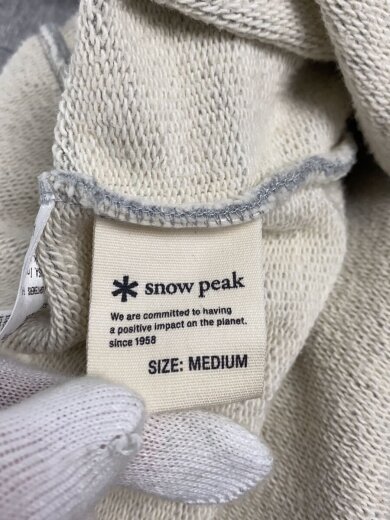 snow peak
We are committed to having
a positive impact on the planet.
since 1958
SIZE: MEDIUM